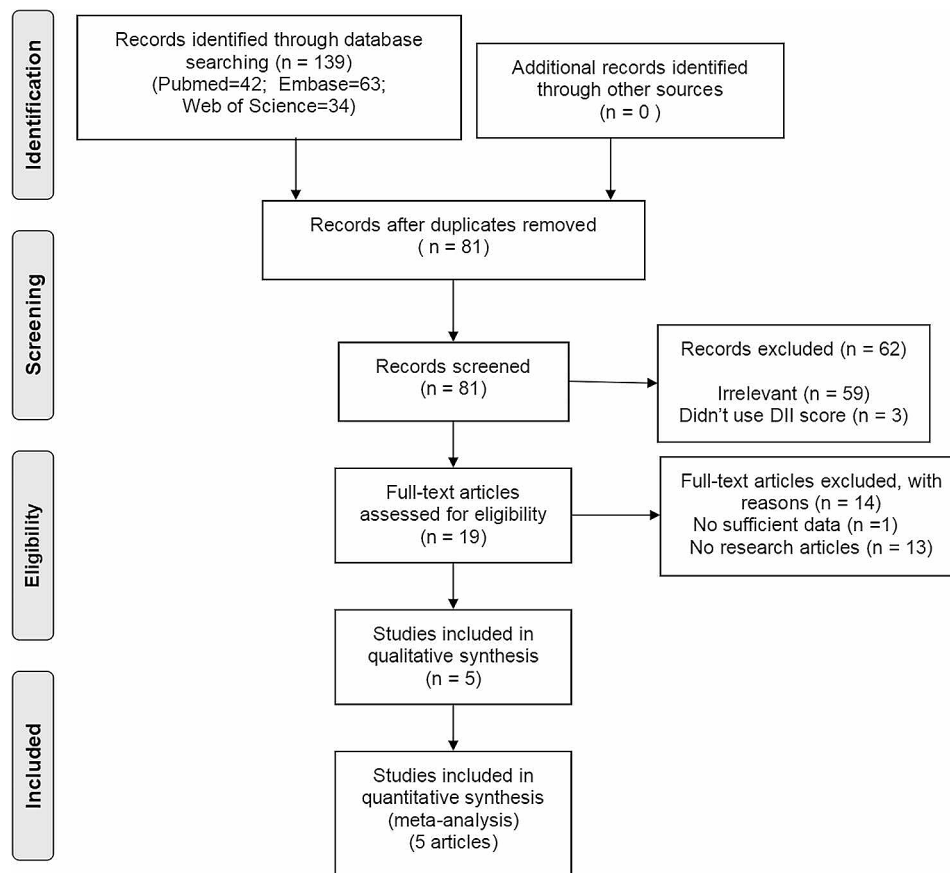 Identification
Records identified through database
searching (n = 139)
(Pubmed=42; Embase=63;
Web of Science=34)
Additional records identified
through other sources
(n = 0 )
Records after duplicates removed
( n = 81)
Screening
Records screened
n = 81)
Records excluded (n = 62)
Irrelevant (n = 59)
Didn't use DII score (n = 3)
Eligibility
Full-text articles
assessed for eligibility
(n = 19)
Full-text articles excluded, with
reasons (n = 14)
No sufficient data (n =1)
No research articles (n = 13)
Studies included in
qualitative synthesis
(n = 5)
Included
Studies included in
quantitative synthesis
(meta-analysis)
(5 articles)